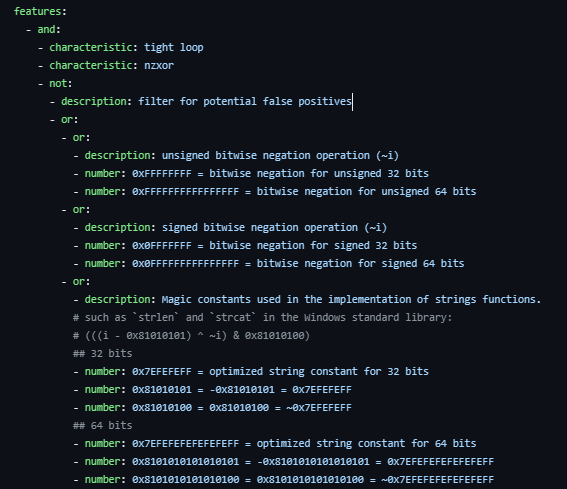 features:
- and:
- characteristic: tight loop
- characteristic: nzxor
- not:
- description: filter for potential false positives
- or:
- or:
- description: unsigned bitwise negation operation (~i)
- number: 0xFFFFFFFF = bitwise negation for unsigned 32 bits
- number: 0xFFFFFFFFFFFFFFFF = bitwise negation for unsigned 64 bits
- or:
- description: signed bitwise negation operation (~i)
- number: 0x0FFFFFFF = bitwise negation for signed 32 bits
- number: 0x0FFFFFFFFFFFFFFF = bitwise negation for signed 64 bits
- or:
- description: Magic constants used in the implementation of strings functions.
# such as `strlen` and `strcat` in the Windows standard library:
# (((i - 0x81010101) ^ ~i) & 0x81010100)
## 32 bits
- number: 0x7EFEFEFF = optimized string constant for 32 bits
- number: 0x81010101 = -0x81010101 = 0x7EFEFEFF
- number: 0x81010100 = 0x81010100 = ~0x7EFEFEFF
## 64 bits
- number: 0x7EFEFEFEFEFEFEFF = optimized string constant for 64 bits
- number: 0x8101010101010101 = -0x8101010101010101 = 0x7EFEFEFEFEFEFEFF
- number: 0x8101010101010100 = 0x8101010101010100 = ~0x7EFEFEFEFEFEFEFF